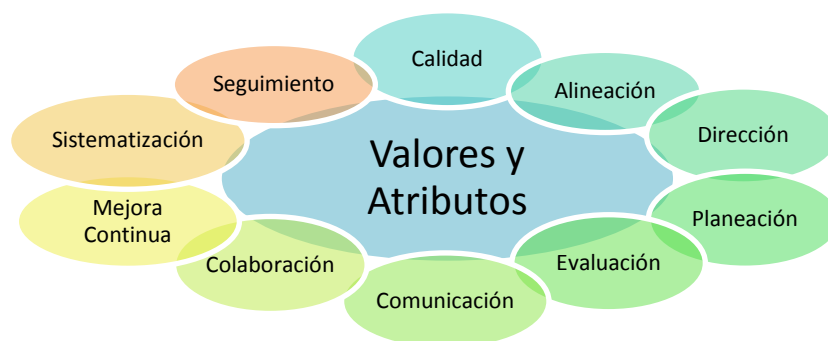 Calidad
Seguimiento
Alineación
Sistematización
Dirección
Valores y
Atributos
Mejora
Continua
Planeación
Colaboración
Evaluación
Comunicación